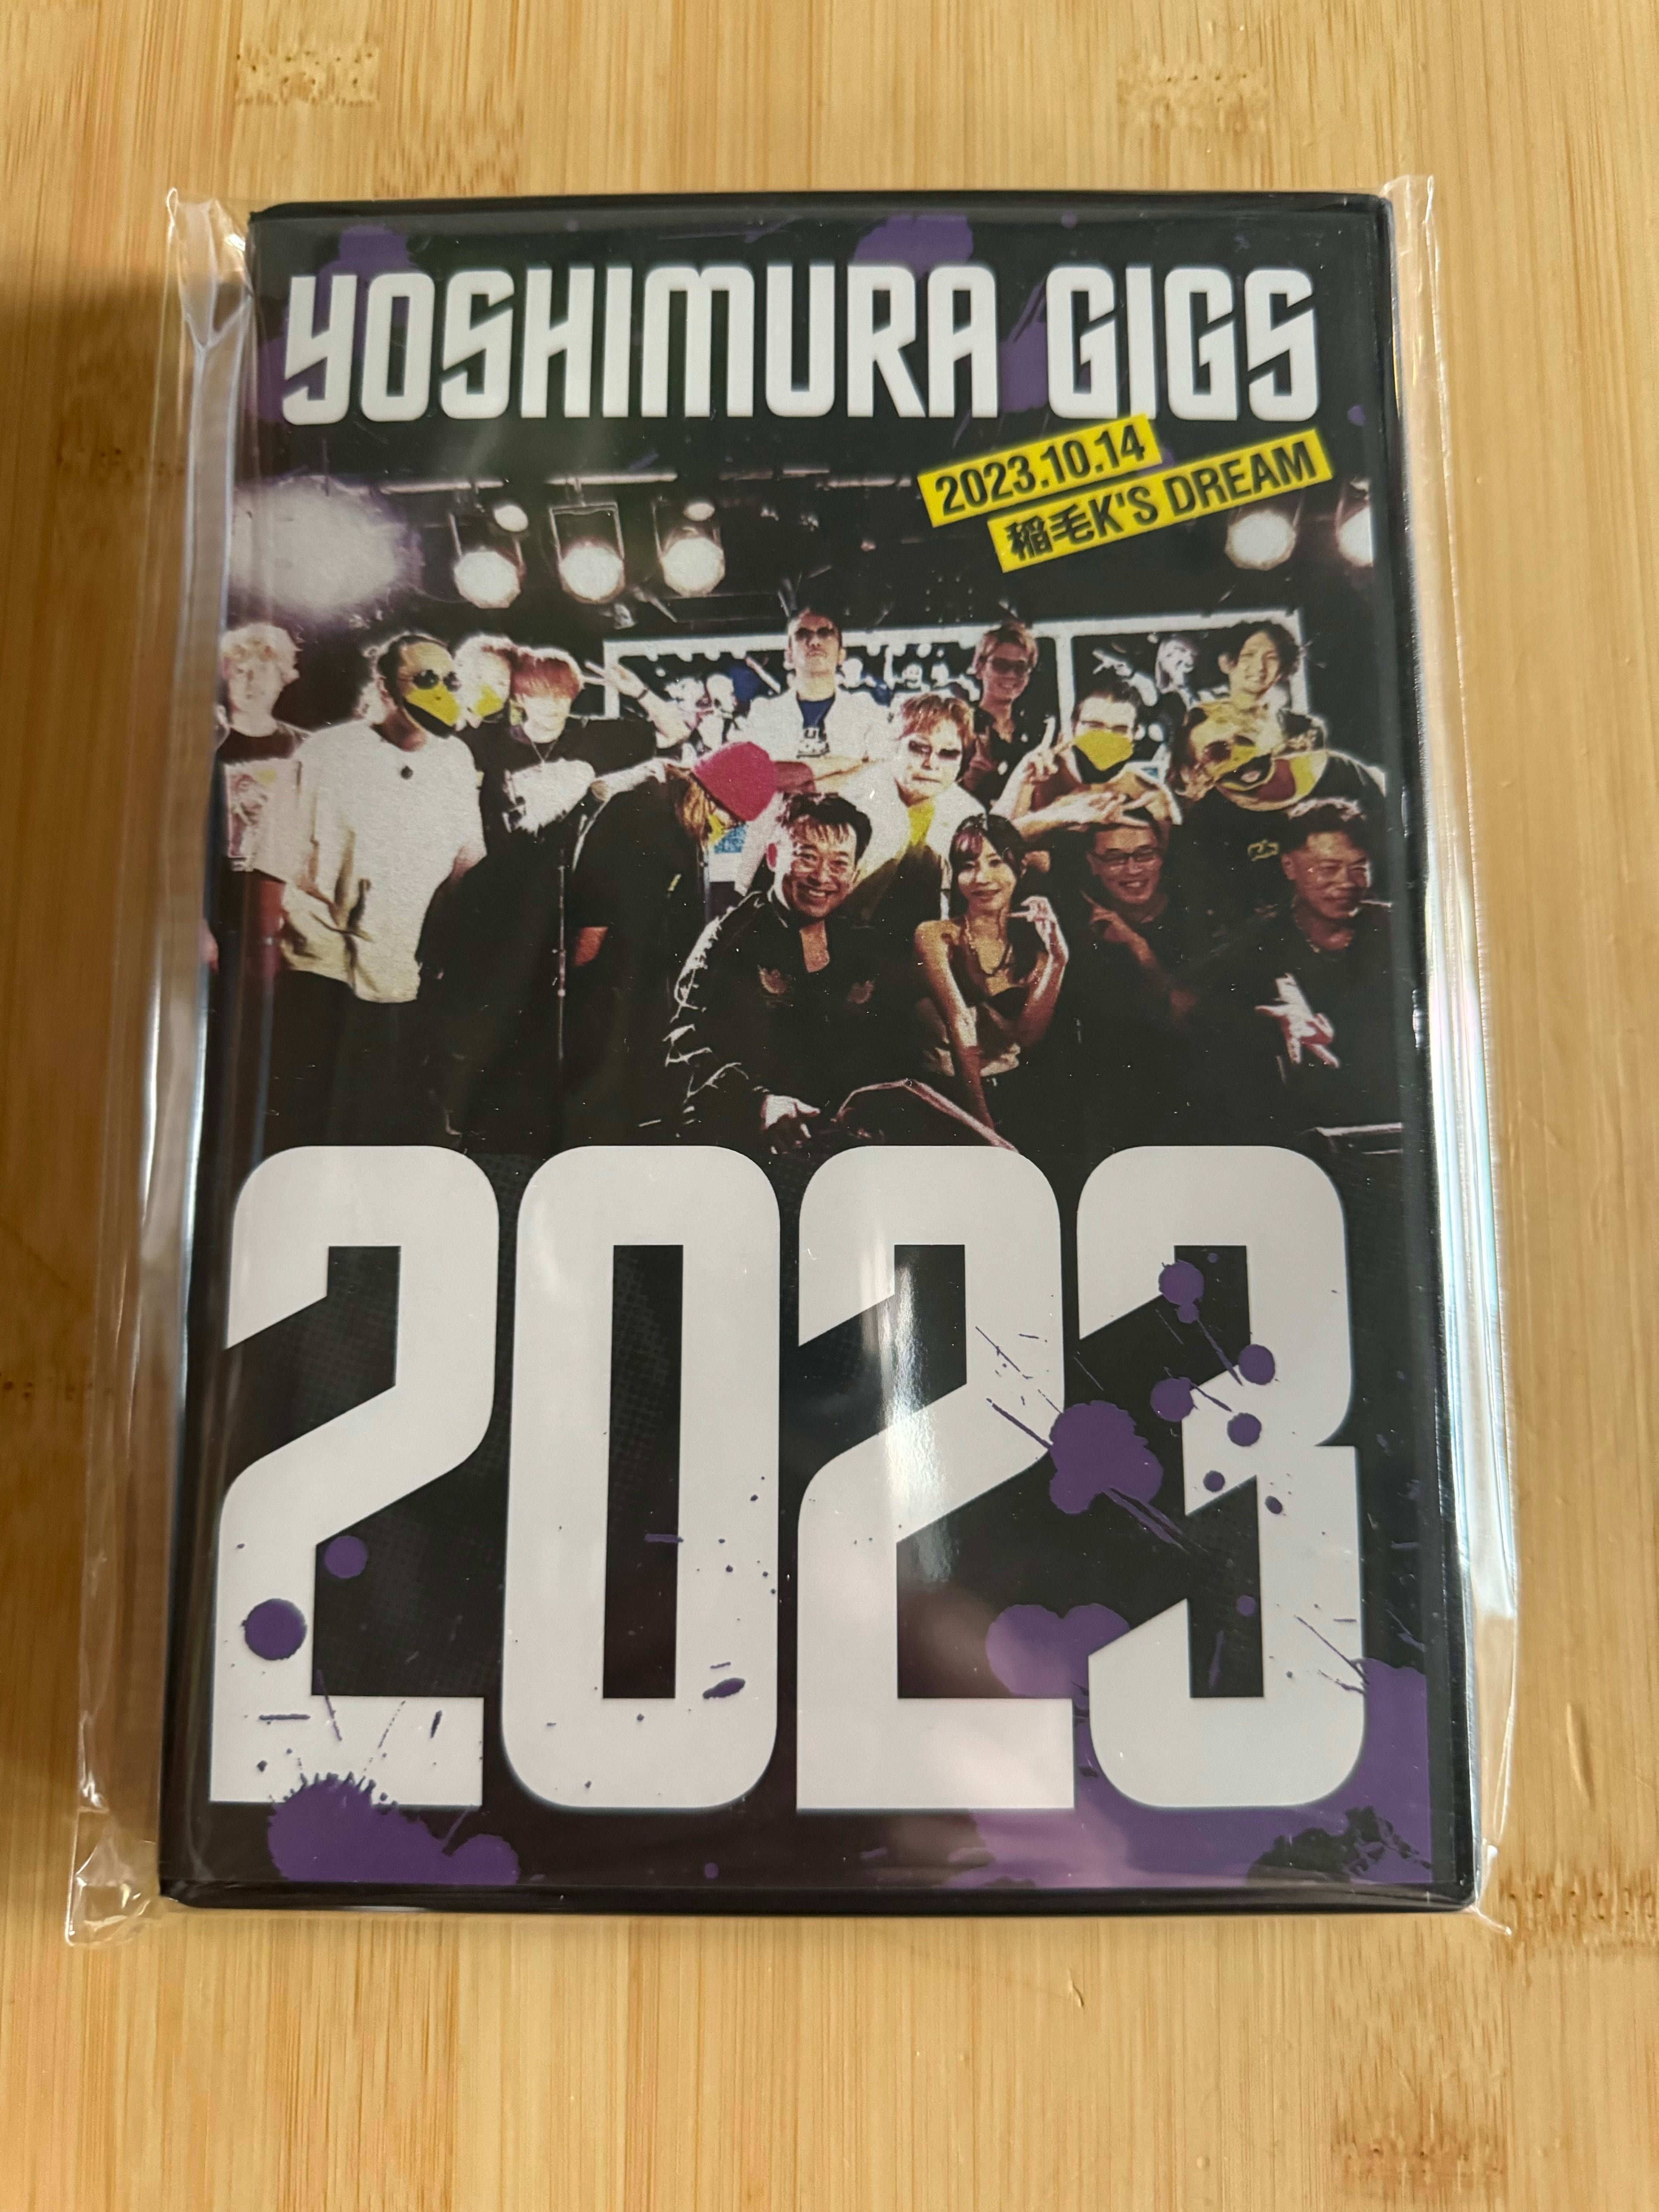 YOSHIMURA GIGS
2023.10.14
稲毛K'S DREAM
2023